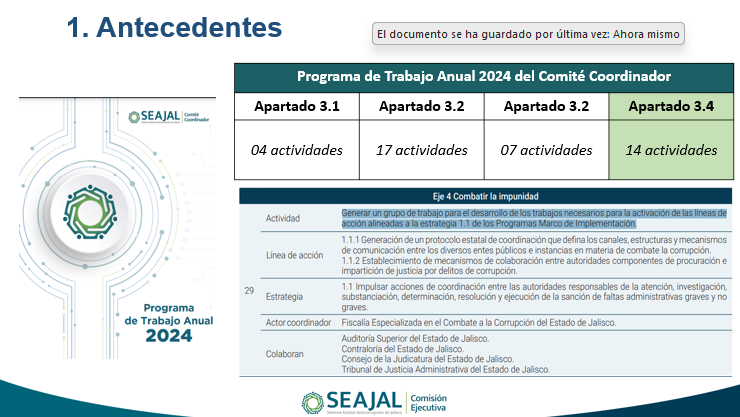 1. Antecedentes
El documento se ha guardado por última vez: Ahora mismo
Programa de Trabajo Anual 2024 del Comité Coordinador
Apartado 3.1 Apartado 3.2 Apartado 3.2 Apartado 3.4
04 actividades 17 actividades 07 actividades 14 actividades
SEAJAL Comité
Coordinador
Programa
de Trabajo Anual
2024
Eje 4 Combatir la impunidad
29
Actividad
Generar un grupo de trabajo para el desarrollo de los trabajos necesarios para la activación de las líneas de
acción alineadas a la estrategia 1.1 de los Programas Marco de Implementación.
Línea de acción
1.1.1 Generación de un protocolo estatal de coordinación que defina los canales, estructuras y mecanismos
de comunicación entre los diversos entes públicos e instancias en materia de combate la corrupción.
1.1.2 Establecimiento de mecanismos de colaboración entre autoridades componentes de procuración e
impartición de justicia por delitos de corrupción.
Estrategia
1.1 Impulsar acciones de coordinación entre las autoridades responsables de la atención, investigación,
substanciación, determinación, resolución y ejecución de la sanción de faltas administrativas graves y no
graves.
Actor coordinador Fiscalía Especializada en el Combate a la Corrupción del Estado de Jalisco.
Colaboran
Auditoría Superior del Estado de Jalisco.
Contraloría del Estado de Jalisco.
Consejo de la Judicatura del Estado de Jalisco.
Tribunal de Justicia Administrativa del Estado de Jalisco.
SEAJAL Comisión
Ejecutiva
Sistema Estatal Anticorrupción de Jalisco